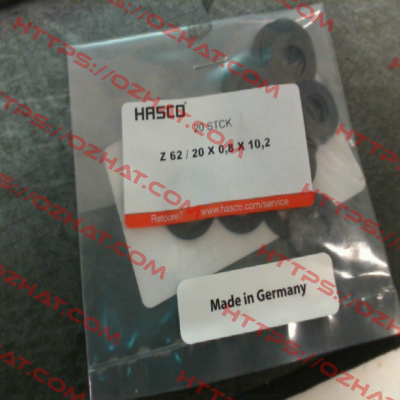 HASCO
20 STCK.
Z 62 / 20 X 0,8 X 10,2
Retoure? www.hasco.com/service
Made in Germany
HTTPS://OZHAT.COM